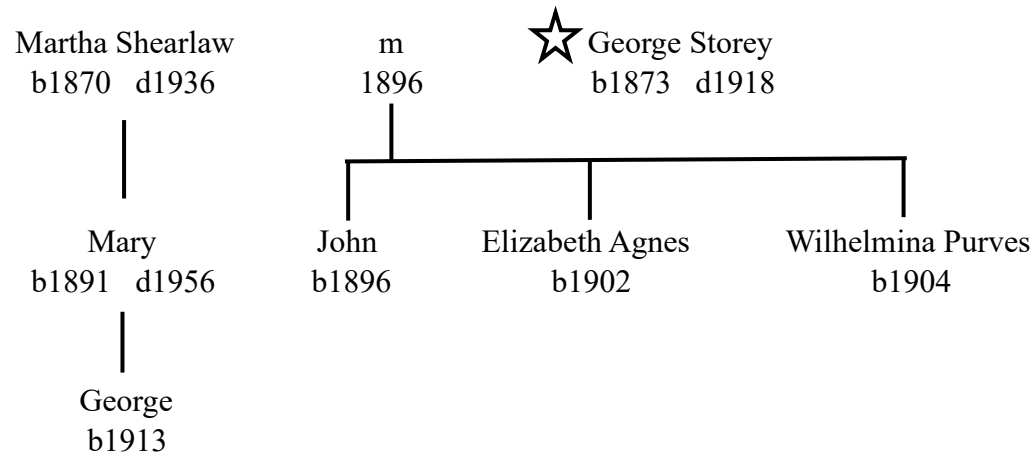 Martha Shearlaw m George Storey
b1870 d1936 1896 b1873 d1918
Mary John Elizabeth Agnes Wilhelmina Purves
b1891 d1956 b1896 b1902 b1904
George
b1913